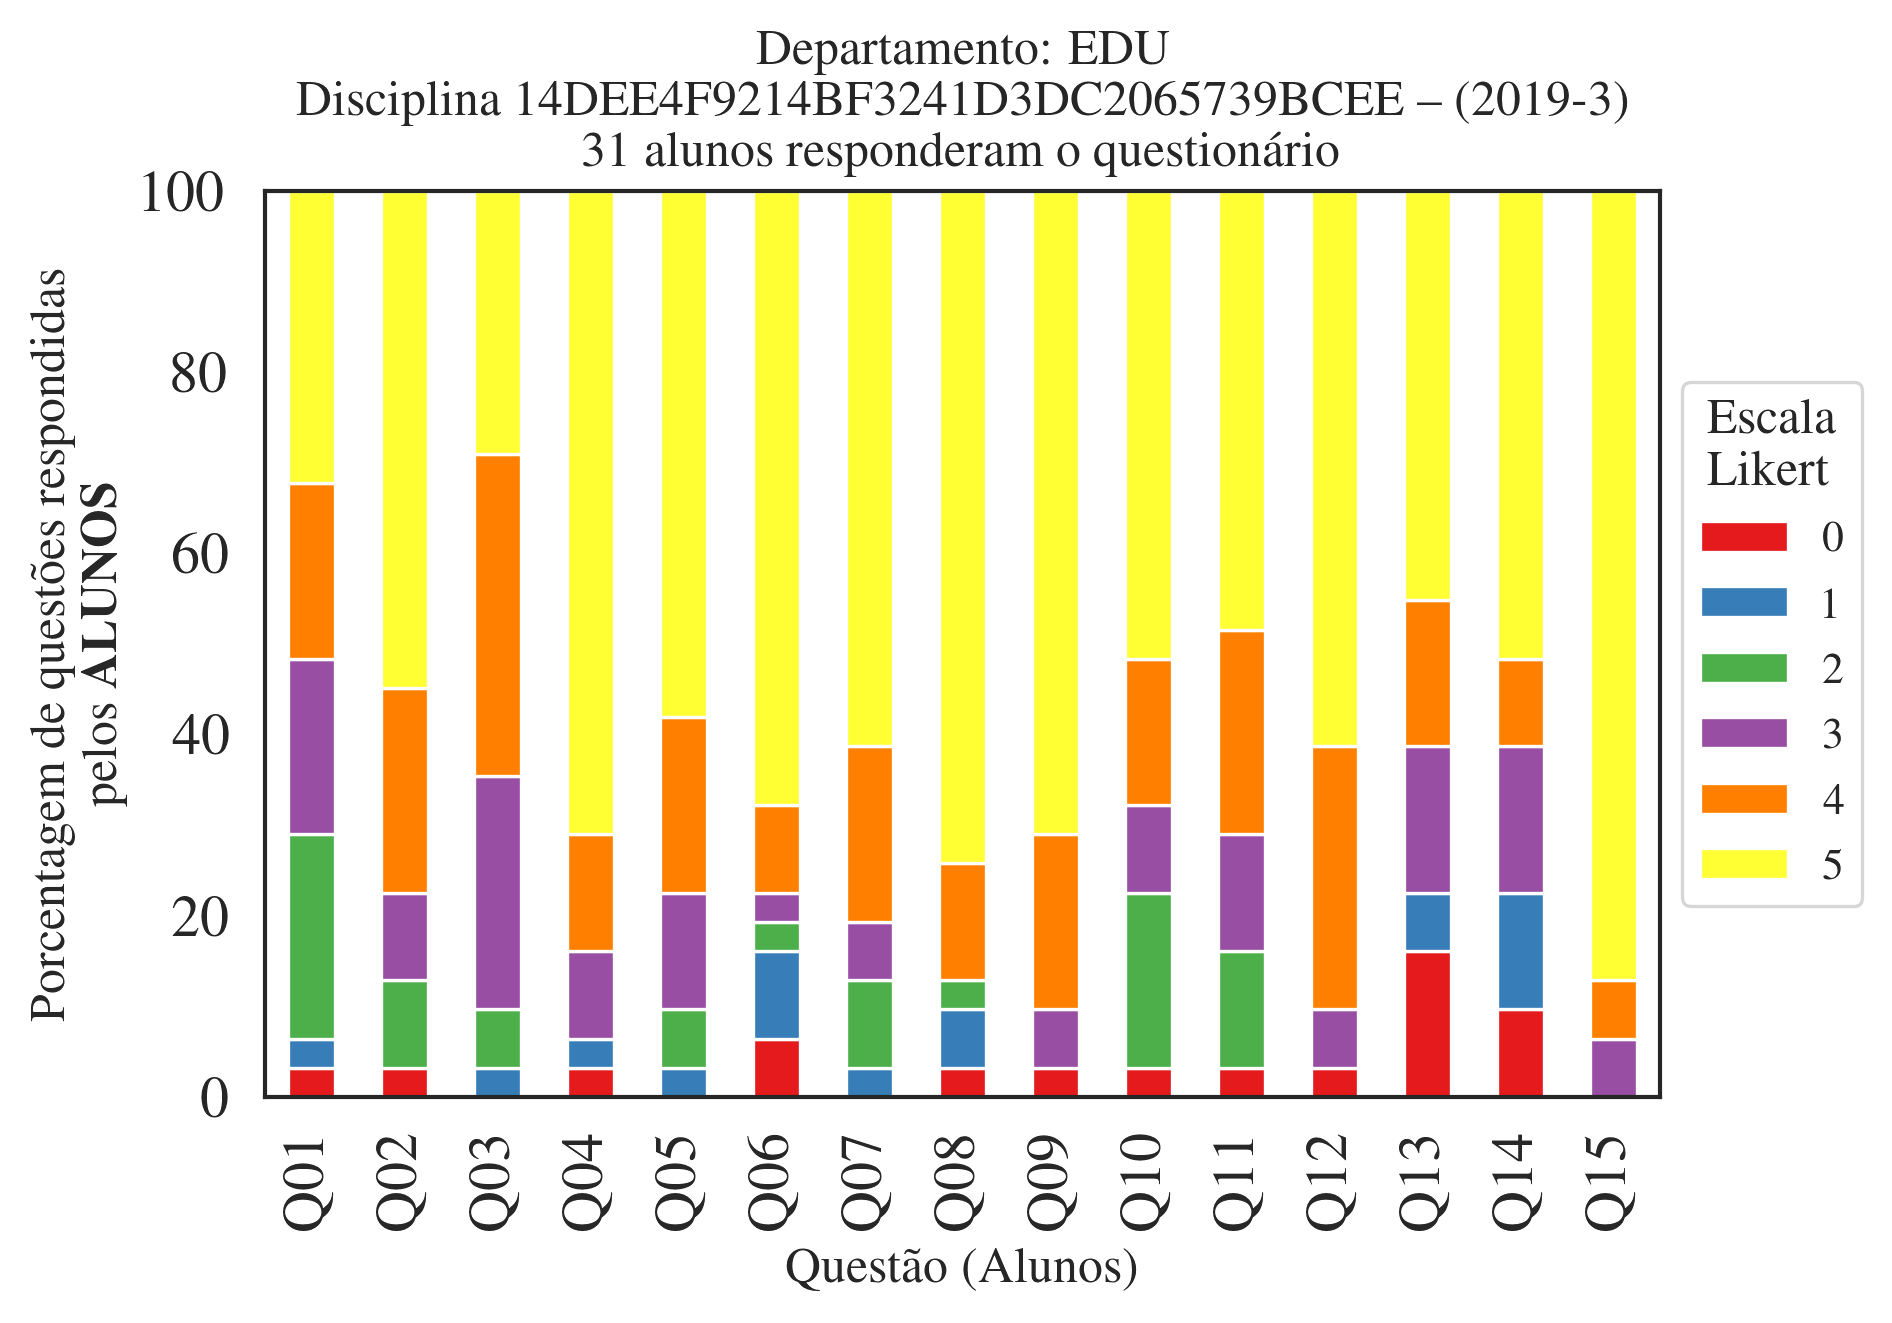 Departamento: EDU
Disciplina 14DEE4F9214BF3241D3DC2065739BCEE – (2019-3)
31 alunos responderam o questionário
Porcentagem de questões respondidas
pelos ALUNOS
100
80
60
40
20
0
Q01
Q02
Q03
Q04
Q05
Q06
Q07
Q08
Q09
Q10
Q11
Q12
Q13
Q14
Q15
Questão (Alunos)
Escala
Likert
0
1
2
3
4
5